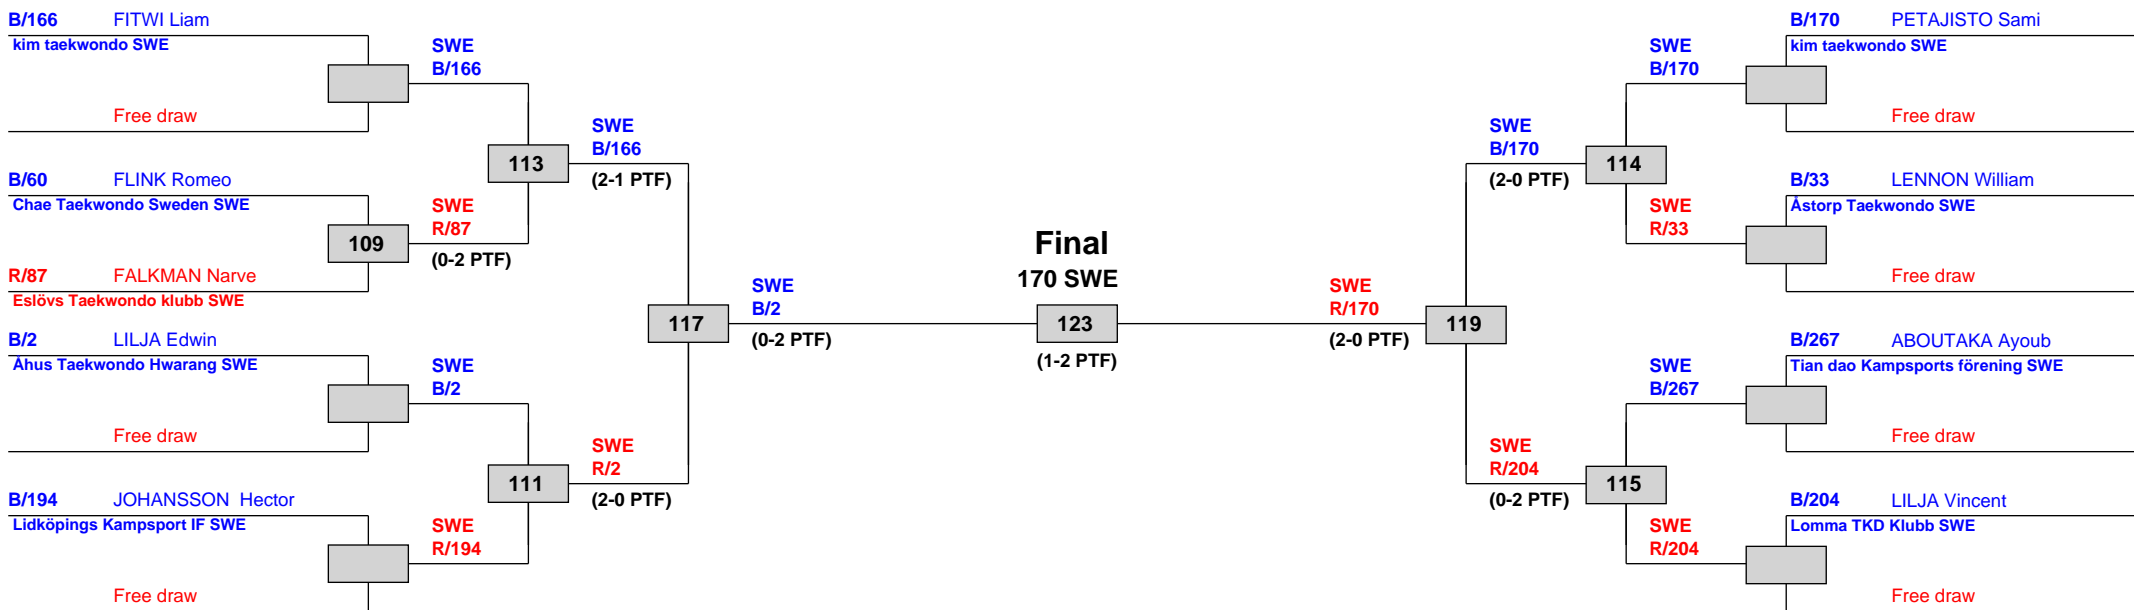 B/166 FITWI Liam
kim taekwondo SWE
Free draw
SWE
B/166
B/60 FLINK Romeo
Chae Taekwondo Sweden SWE
109
R/87 FALKMAN Narve
Eslövs Taekwondo klubb SWE
SWE
R/87
(0-2 PTF)
113
SWE
B/166
(2-1 PTF)
B/2 LILJA Edwin
Åhus Taekwondo Hwarang SWE
Free draw
SWE
B/2
B/194 JOHANSSON Hector
Lidköpings Kampsport IF SWE
Free draw
SWE
R/194
111
SWE
R/2
(2-0 PTF)
117
SWE
B/2
(0-2 PTF)
Final
170 SWE
123
(1-2 PTF)
SWE
R/170
(2-0 PTF)
119
SWE
B/170
(2-0 PTF)
114
SWE
B/170
B/170 PETAJISTO Sami
kim taekwondo SWE
Free draw
SWE
R/33
B/33 LENNON William
Åstorp Taekwondo SWE
Free draw
SWE
R/204
(0-2 PTF)
115
SWE
B/267
B/267 ABOUTAKA Ayoub
Tian dao Kampsports förening SWE
Free draw
SWE
R/204
B/204 LILJA Vincent
Lomma TKD Klubb SWE
Free draw